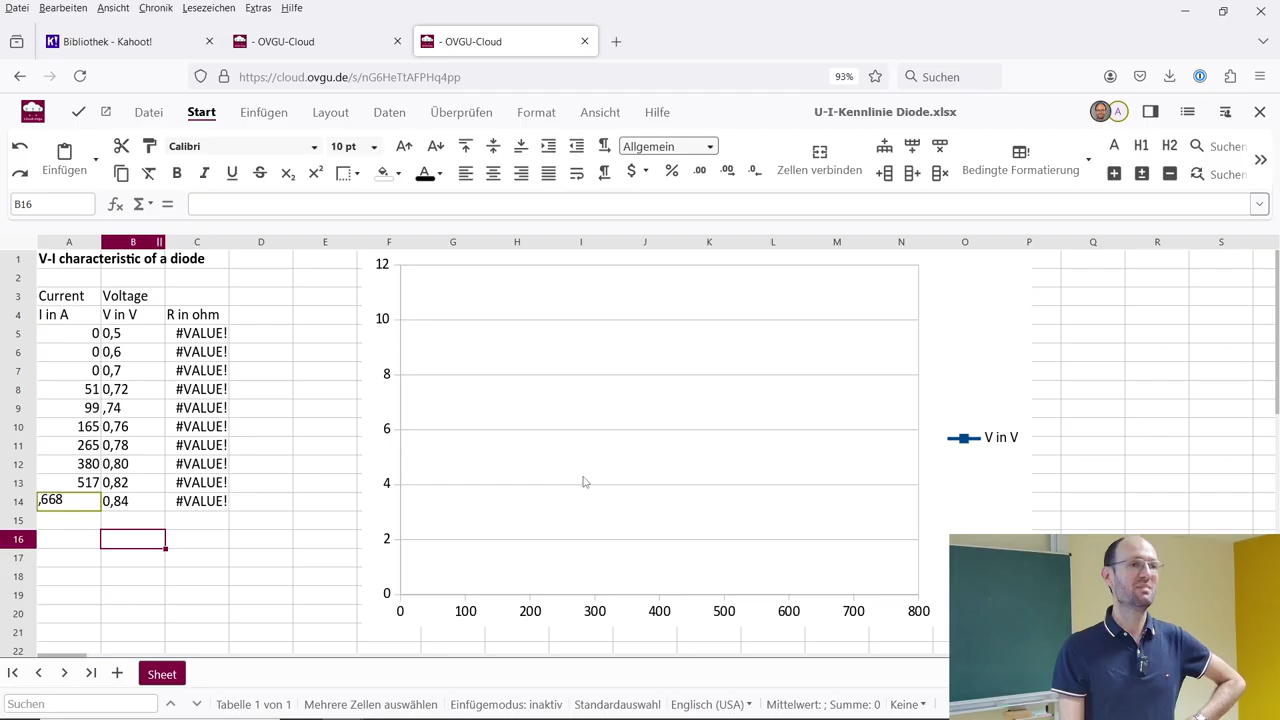 Datei Bearbeiten Ansicht Chronik Lesezeichen Extras Hilfe
Bibliothek - Kahoot! - OVGU-Cloud - OVGU-Cloud
https://cloud.ovgu.de/s/nG6HeTtAFPHq4pp 93% Suchen
Datei Start Einfügen Layout Daten Überprüfen Format Ansicht Hilfe U-I-Kennlinie Diode.xlsx A
Calibri 10 pt Allgemein A H1 H2 Suchen
Einfügen Zellen verbinden Bedingte Formatierung Suchen
B16
A B C D E F G H I J K L M N O P Q R S
1 V-I characteristic of a diode
2
3 Current Voltage
4 I in A V in V R in ohm
5 0 0,5 #VALUE!
6 0 0,6 #VALUE!
7 0 0,7 #VALUE!
8 51 0,72 #VALUE!
9 99 ,74 #VALUE!
10 165 0,76 #VALUE!
11 265 0,78 #VALUE!
12 380 0,80 #VALUE!
13 517 0,82 #VALUE!
14 ,668 0,84 #VALUE!
15
16
17
18
19
20
21
22
12
10
8
6
4
2
0
0 100 200 300 400 500 600 700 800
V in V
Sheet
Suchen Tabelle 1 von 1 Mehrere Zellen auswählen Einfügemodus: inaktiv Standardauswahl Englisch (USA) Mittelwert: ; Summe: 0 Keine